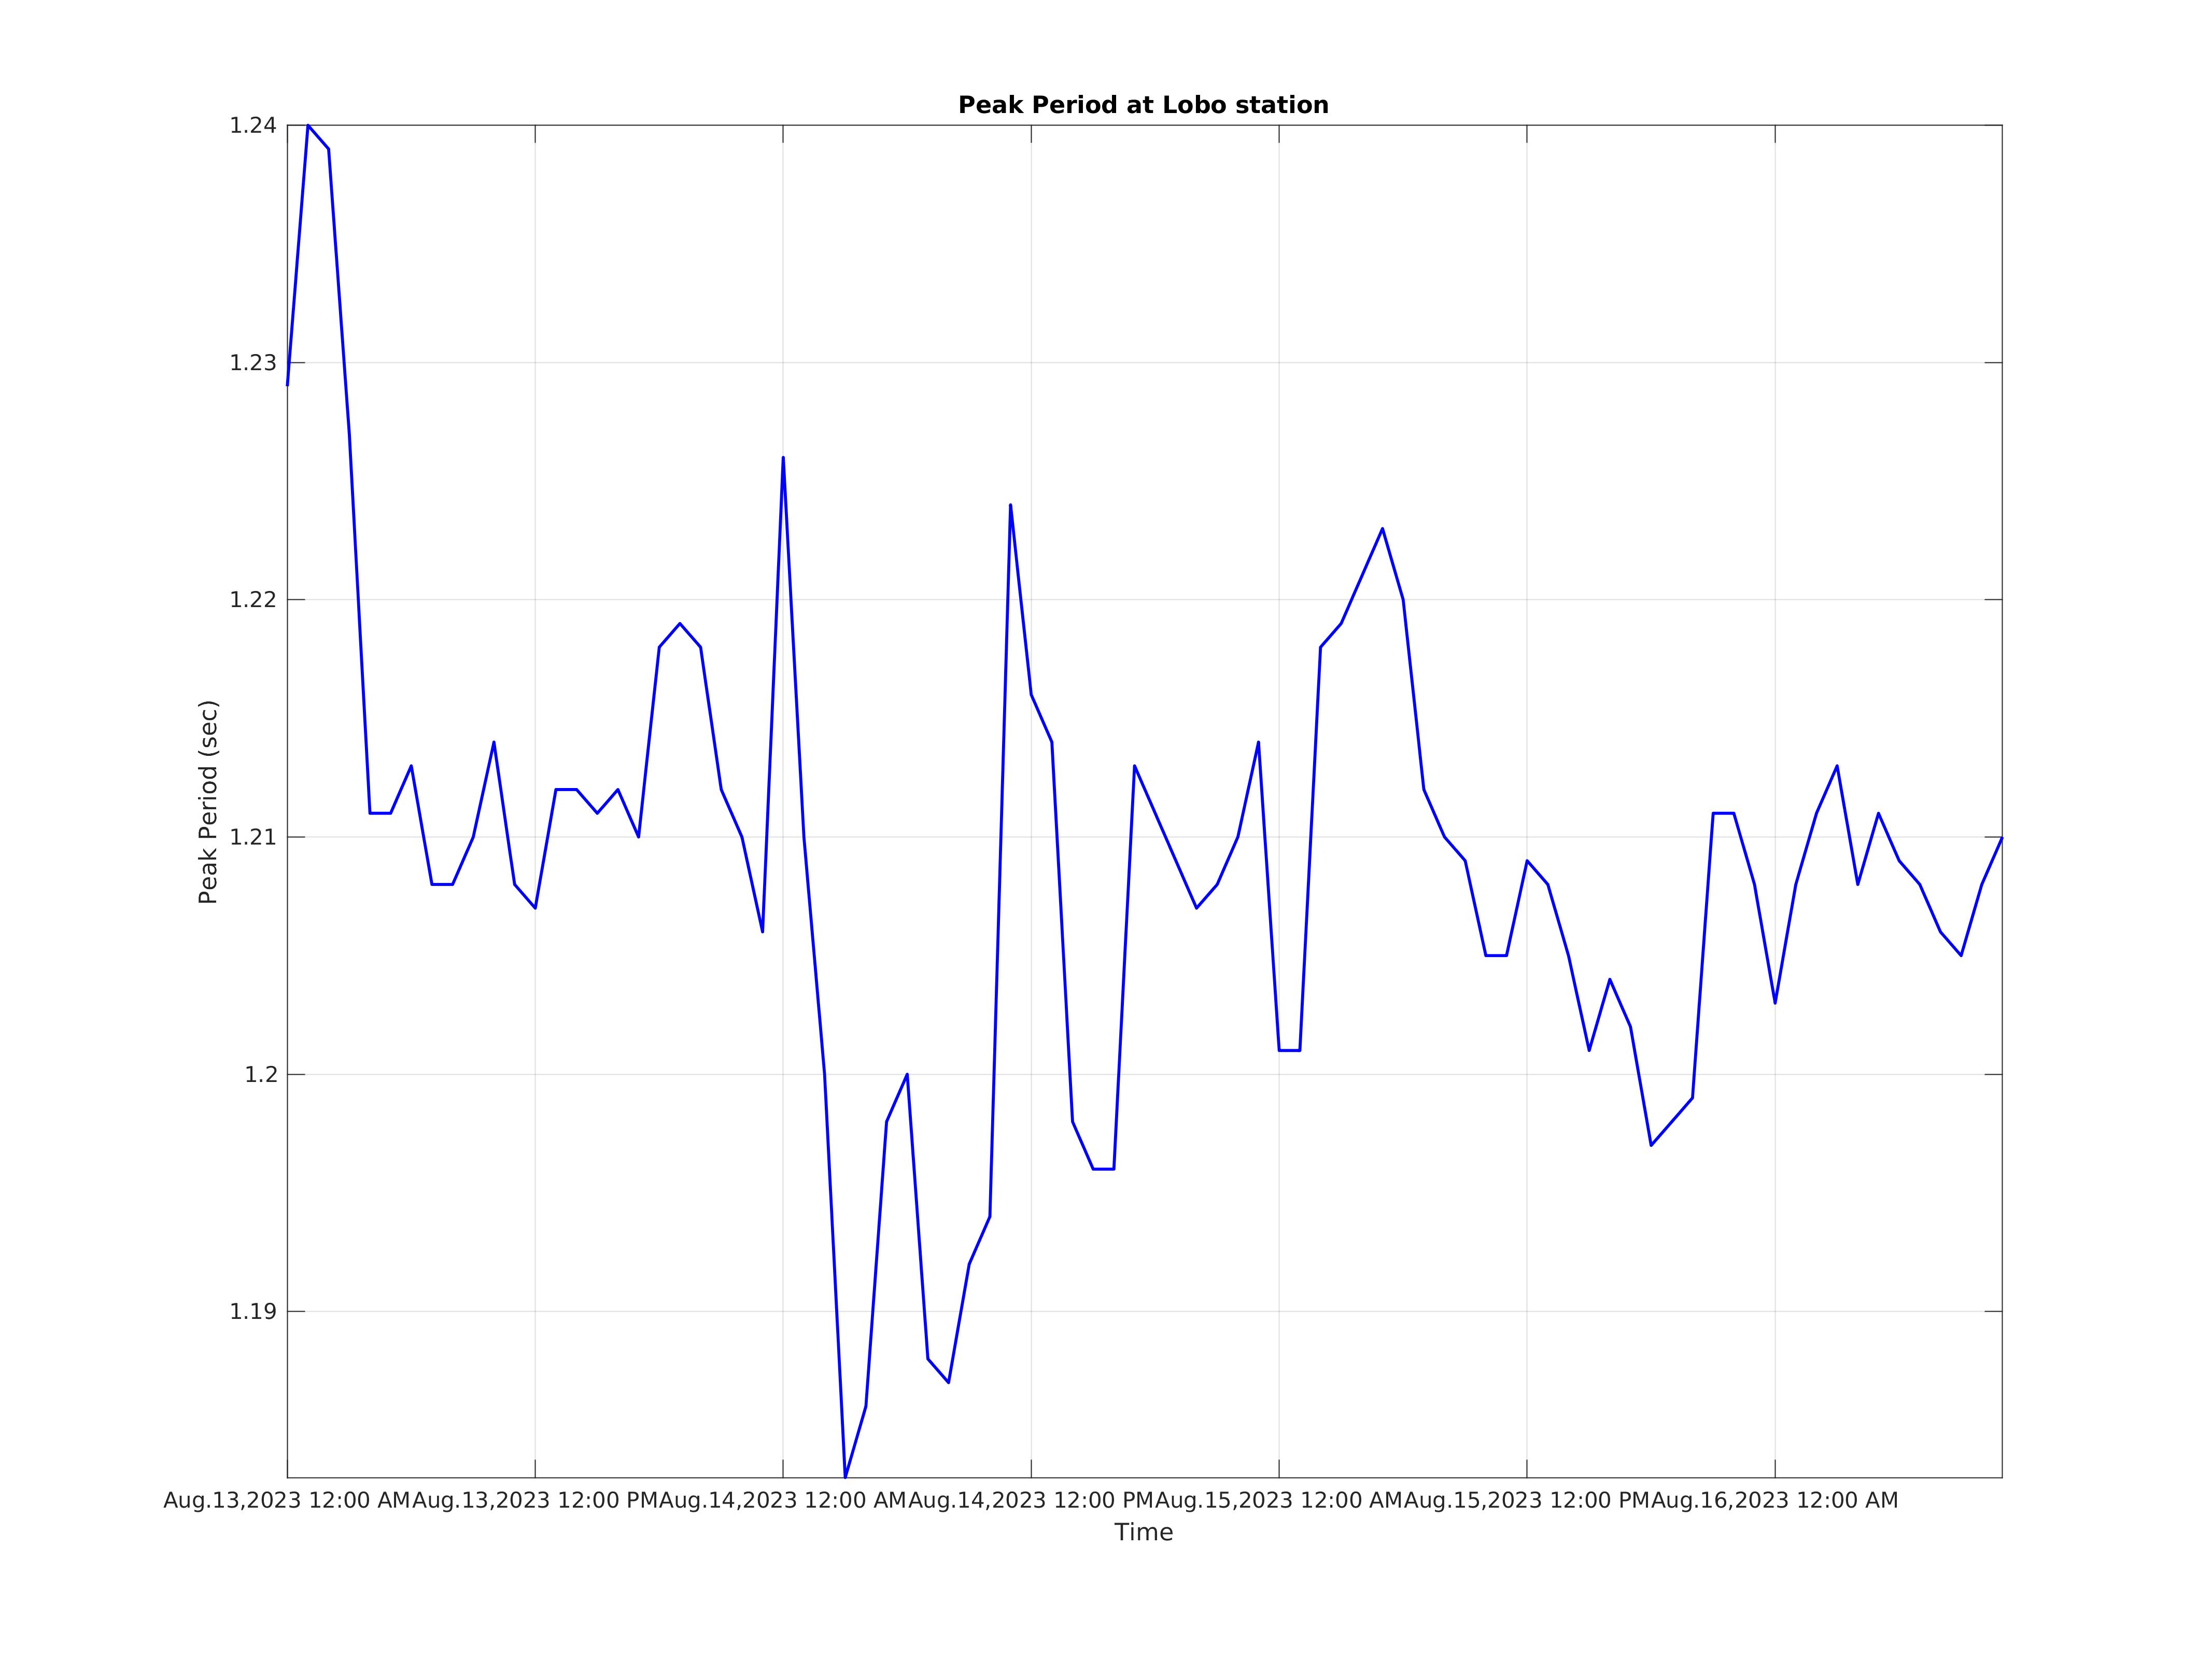 Peak Period at Lobo station
1.24
1.23
1.22
1.21
1.2
1.19
Peak Period (sec)
Aug.13,2023 12:00 AM Aug.13,2023 12:00 PM Aug.14,2023 12:00 AM Aug.14,2023 12:00 PM Aug.15,2023 12:00 AM Aug.15,2023 12:00 PM Aug.16,2023 12:00 AM
Time